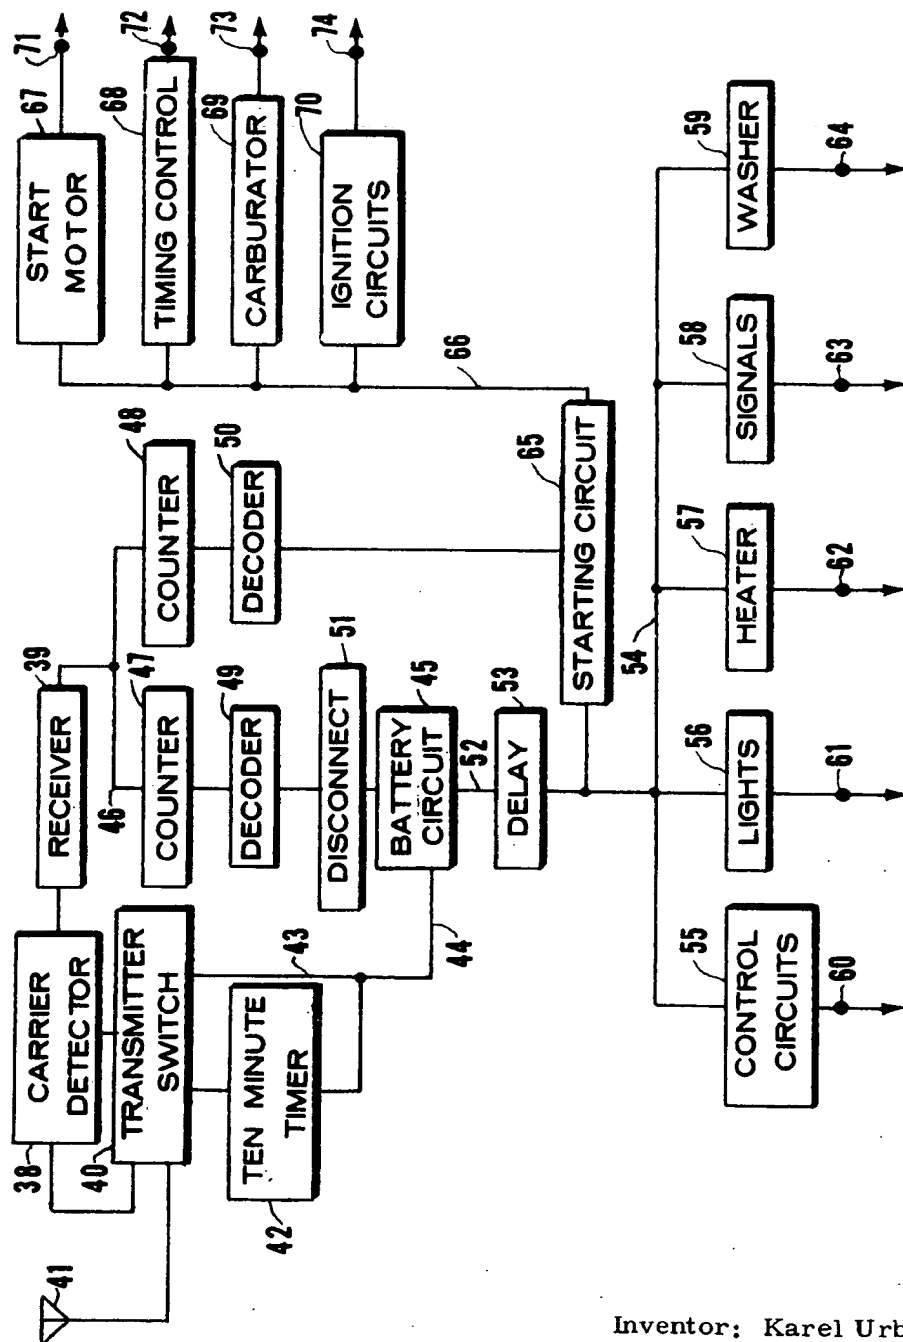 41
38
CARRIER
DETECTOR
39
RECEIVER
40
TRANSMITTER
SWITCH
42
TEN MINUTE
TIMER
43
44
46
47
COUNTER
48
COUNTER
49
DECODER
50
DECODER
51
DISCONNECT
45
BATTERY
CIRCUIT
52
53
DELAY
65
STARTING CIRCUIT
66
67
START
MOTOR
71
68
TIMING CONTROL
72
69
CARBURATOR
73
70
IGNITION
CIRCUITS
74
54
55
CONTROL
CIRCUITS
60
56
LIGHTS
61
57
HEATER
62
58
SIGNALS
63
59
WASHER
64
Inventor: Karel Urb